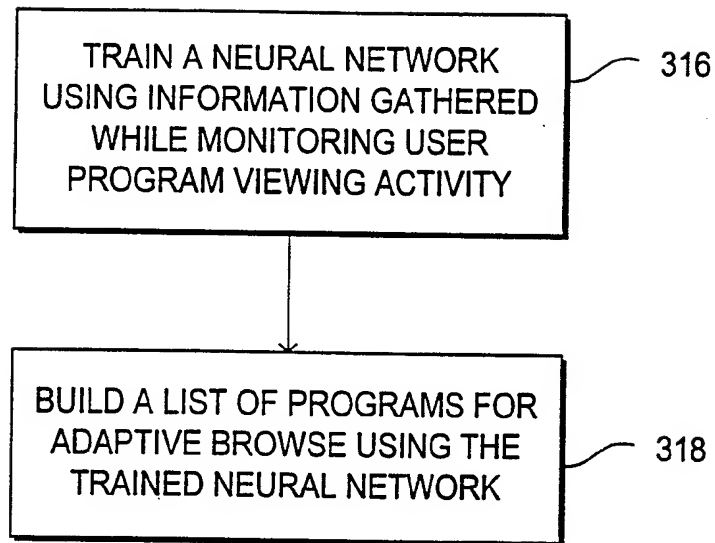 TRAIN A NEURAL NETWORK
USING INFORMATION GATHERED
WHILE MONITORING USER
PROGRAM VIEWING ACTIVITY
316
BUILD A LIST OF PROGRAMS FOR
ADAPTIVE BROWSE USING THE
TRAINED NEURAL NETWORK
318